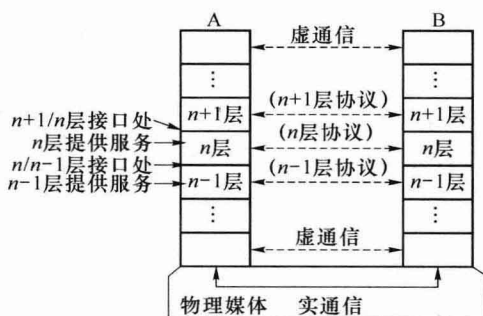 A B
虚通信
⋮ ⋮
n+1层 (n+1层协议) n+1层
n+1/n层接口处
n层提供服务
n层 (n层协议) n层
n/n-1层接口处
n-1层提供服务
n-1层 (n-1层协议) n-1层
⋮ ⋮
虚通信
物理媒体 实通信